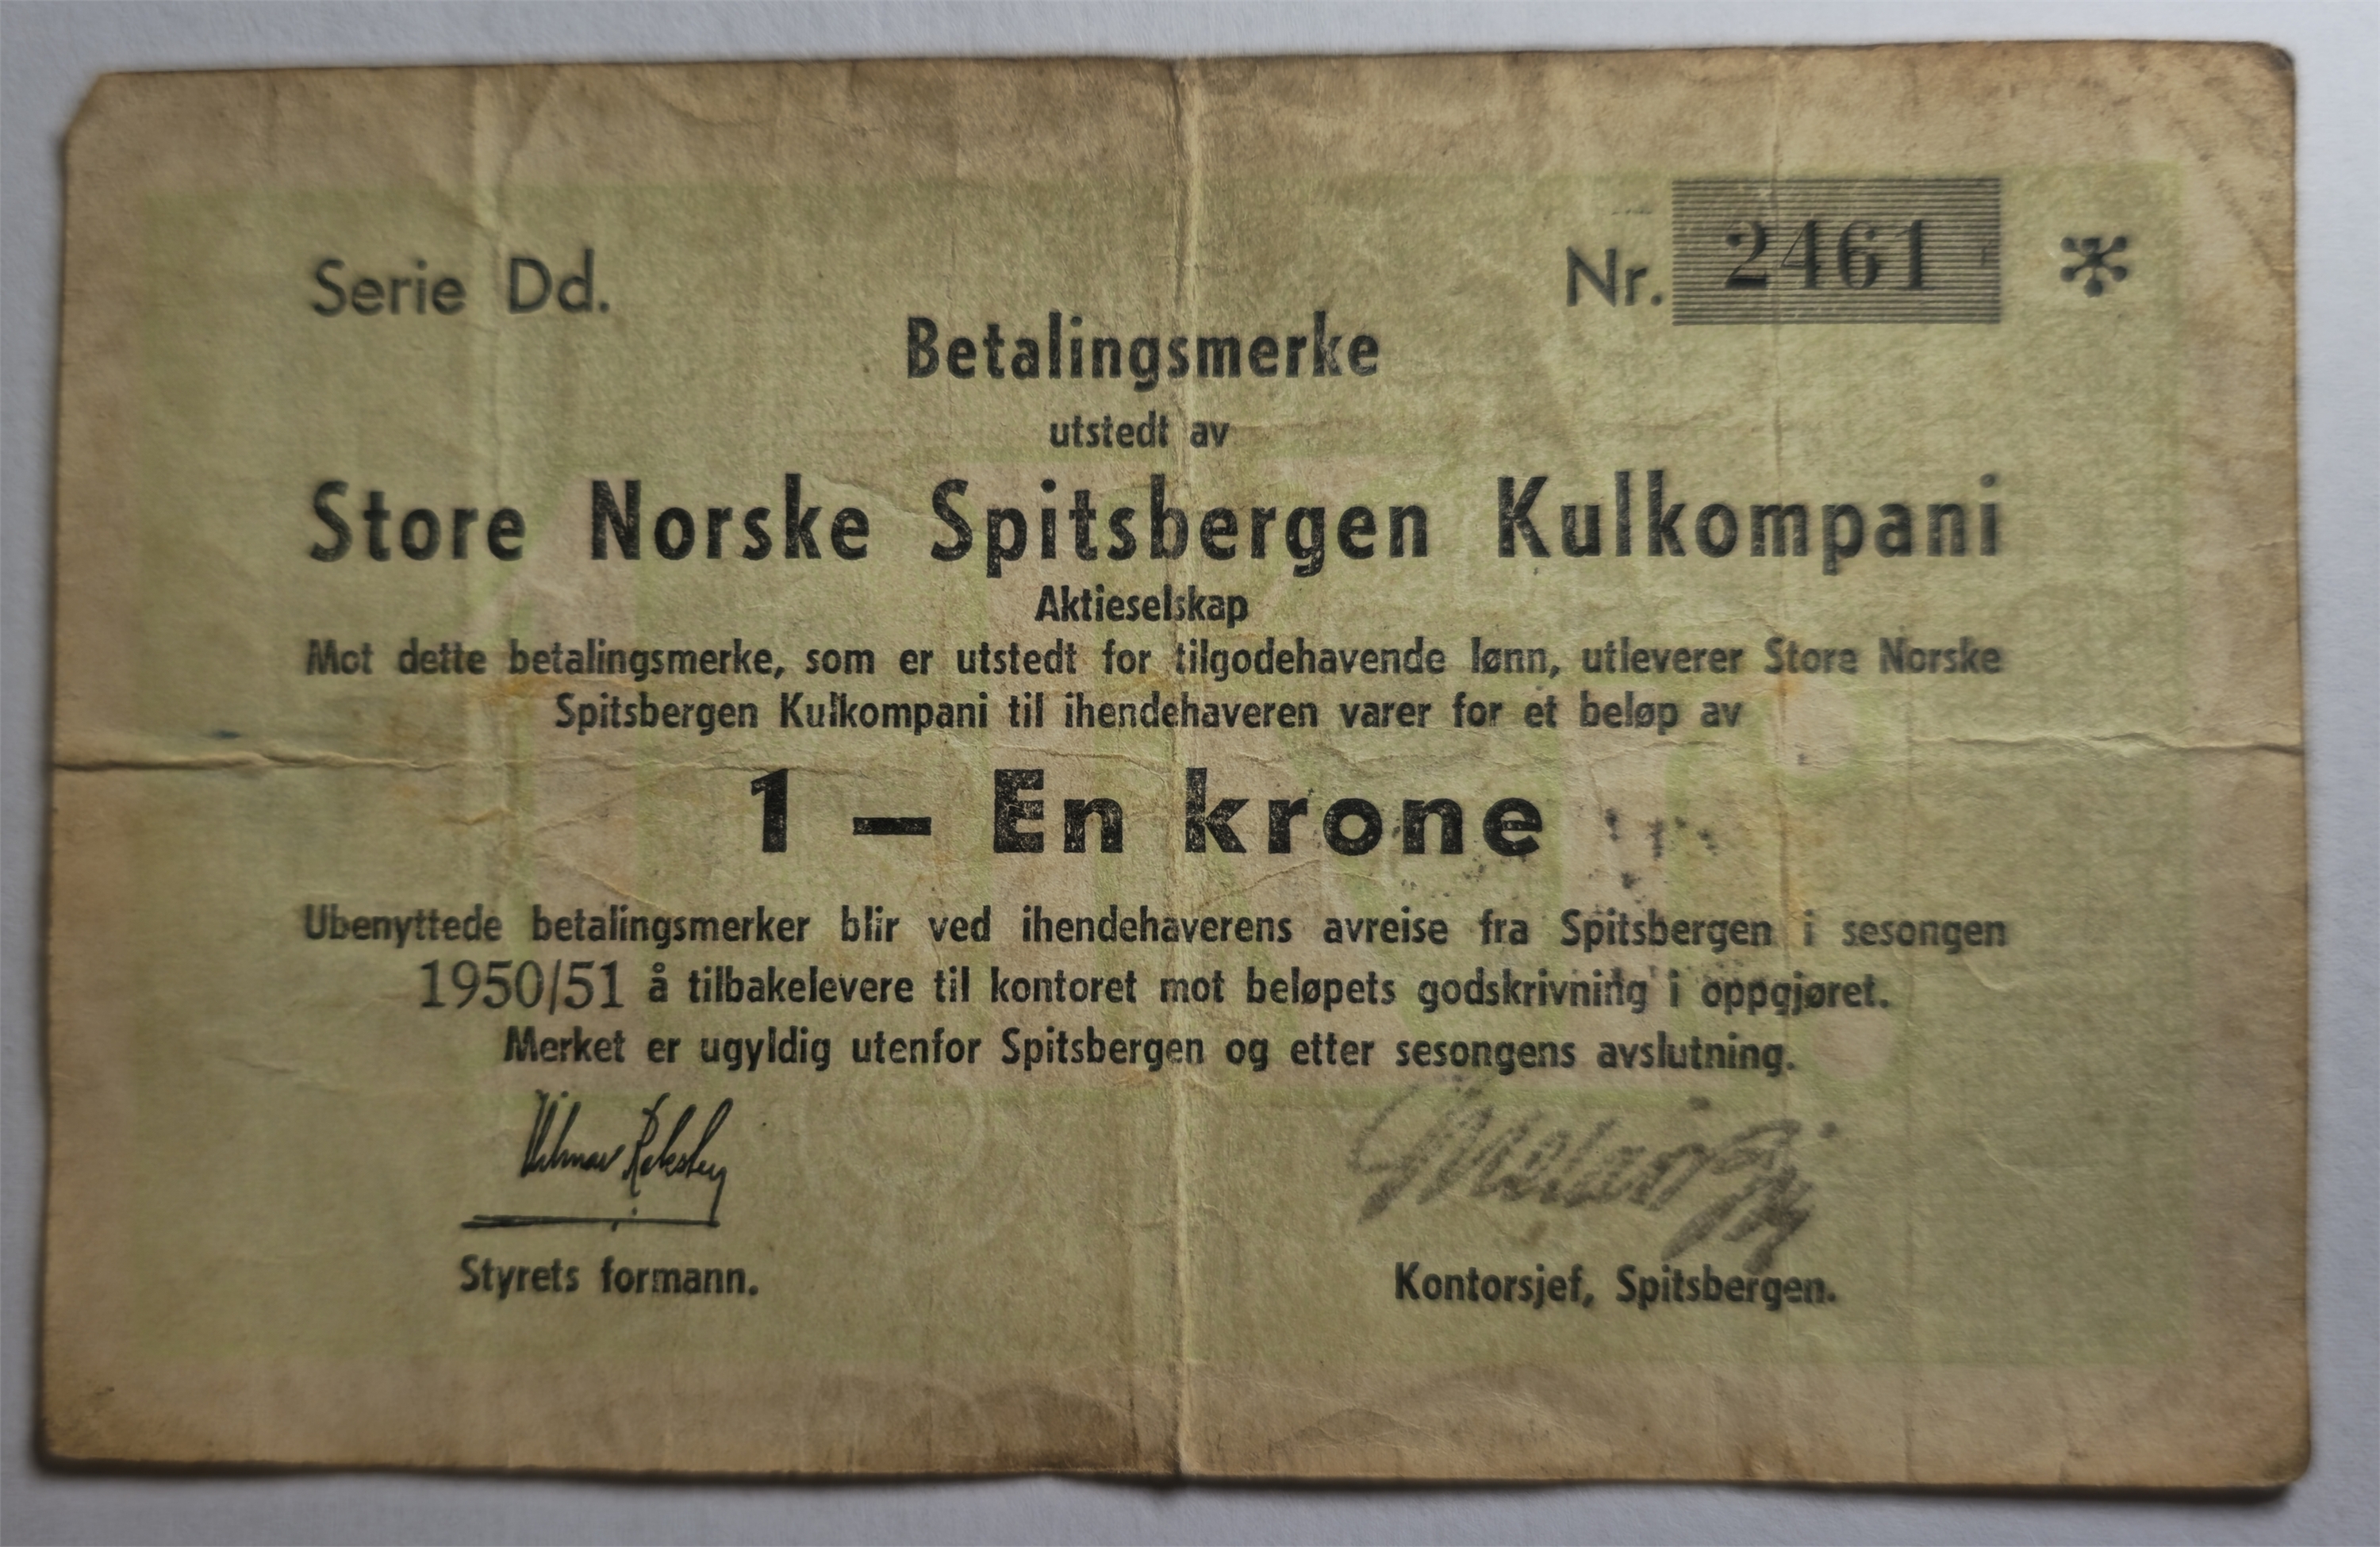 Serie Dd.
Nr. 2461
Betalingsmerke
utstedt av
Store Norske Spitsbergen Kulkompani
Aktieselskap
Mot dette betalingsmerke, som er utstedt for tilgodehavende lønn, utleverer Store Norske
Spitsbergen Kulkompani til ihendehaveren varer for et beløp av
1 — En krone
Ubenyttede betalingsmerker blir ved ihendehaverens avreise fra Spitsbergen i sesongen
1950/51 å tilbakelevere til kontoret mot beløpets godskrivning i oppgjøret.
Merket er ugyldig utenfor Spitsbergen og etter sesongens avslutning.
Styrets formann.
Kontorsjef, Spitsbergen.